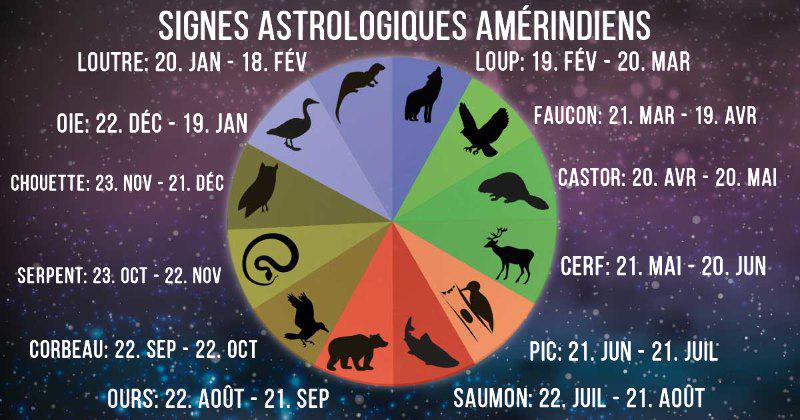 SIGNES ASTROLOGIQUES AMÉRINDIENS
LOUTRE: 20. JAN - 18. FÉV
LOUP: 19. FÉV - 20. MAR
OIE: 22. DÉC - 19. JAN
FAUCON: 21. MAR - 19. AVR
CHOUETTE: 23. NOV - 21. DÉC
CASTOR: 20. AVR - 20. MAI
SERPENT: 23. OCT - 22. NOV
CERF: 21. MAI - 20. JUN
CORBEAU: 22. SEP - 22. OCT
PIC: 21. JUN - 21. JUIL
OURS: 22. AOÛT - 21. SEP
SAUMON: 22. JUIL - 21. AOÛT